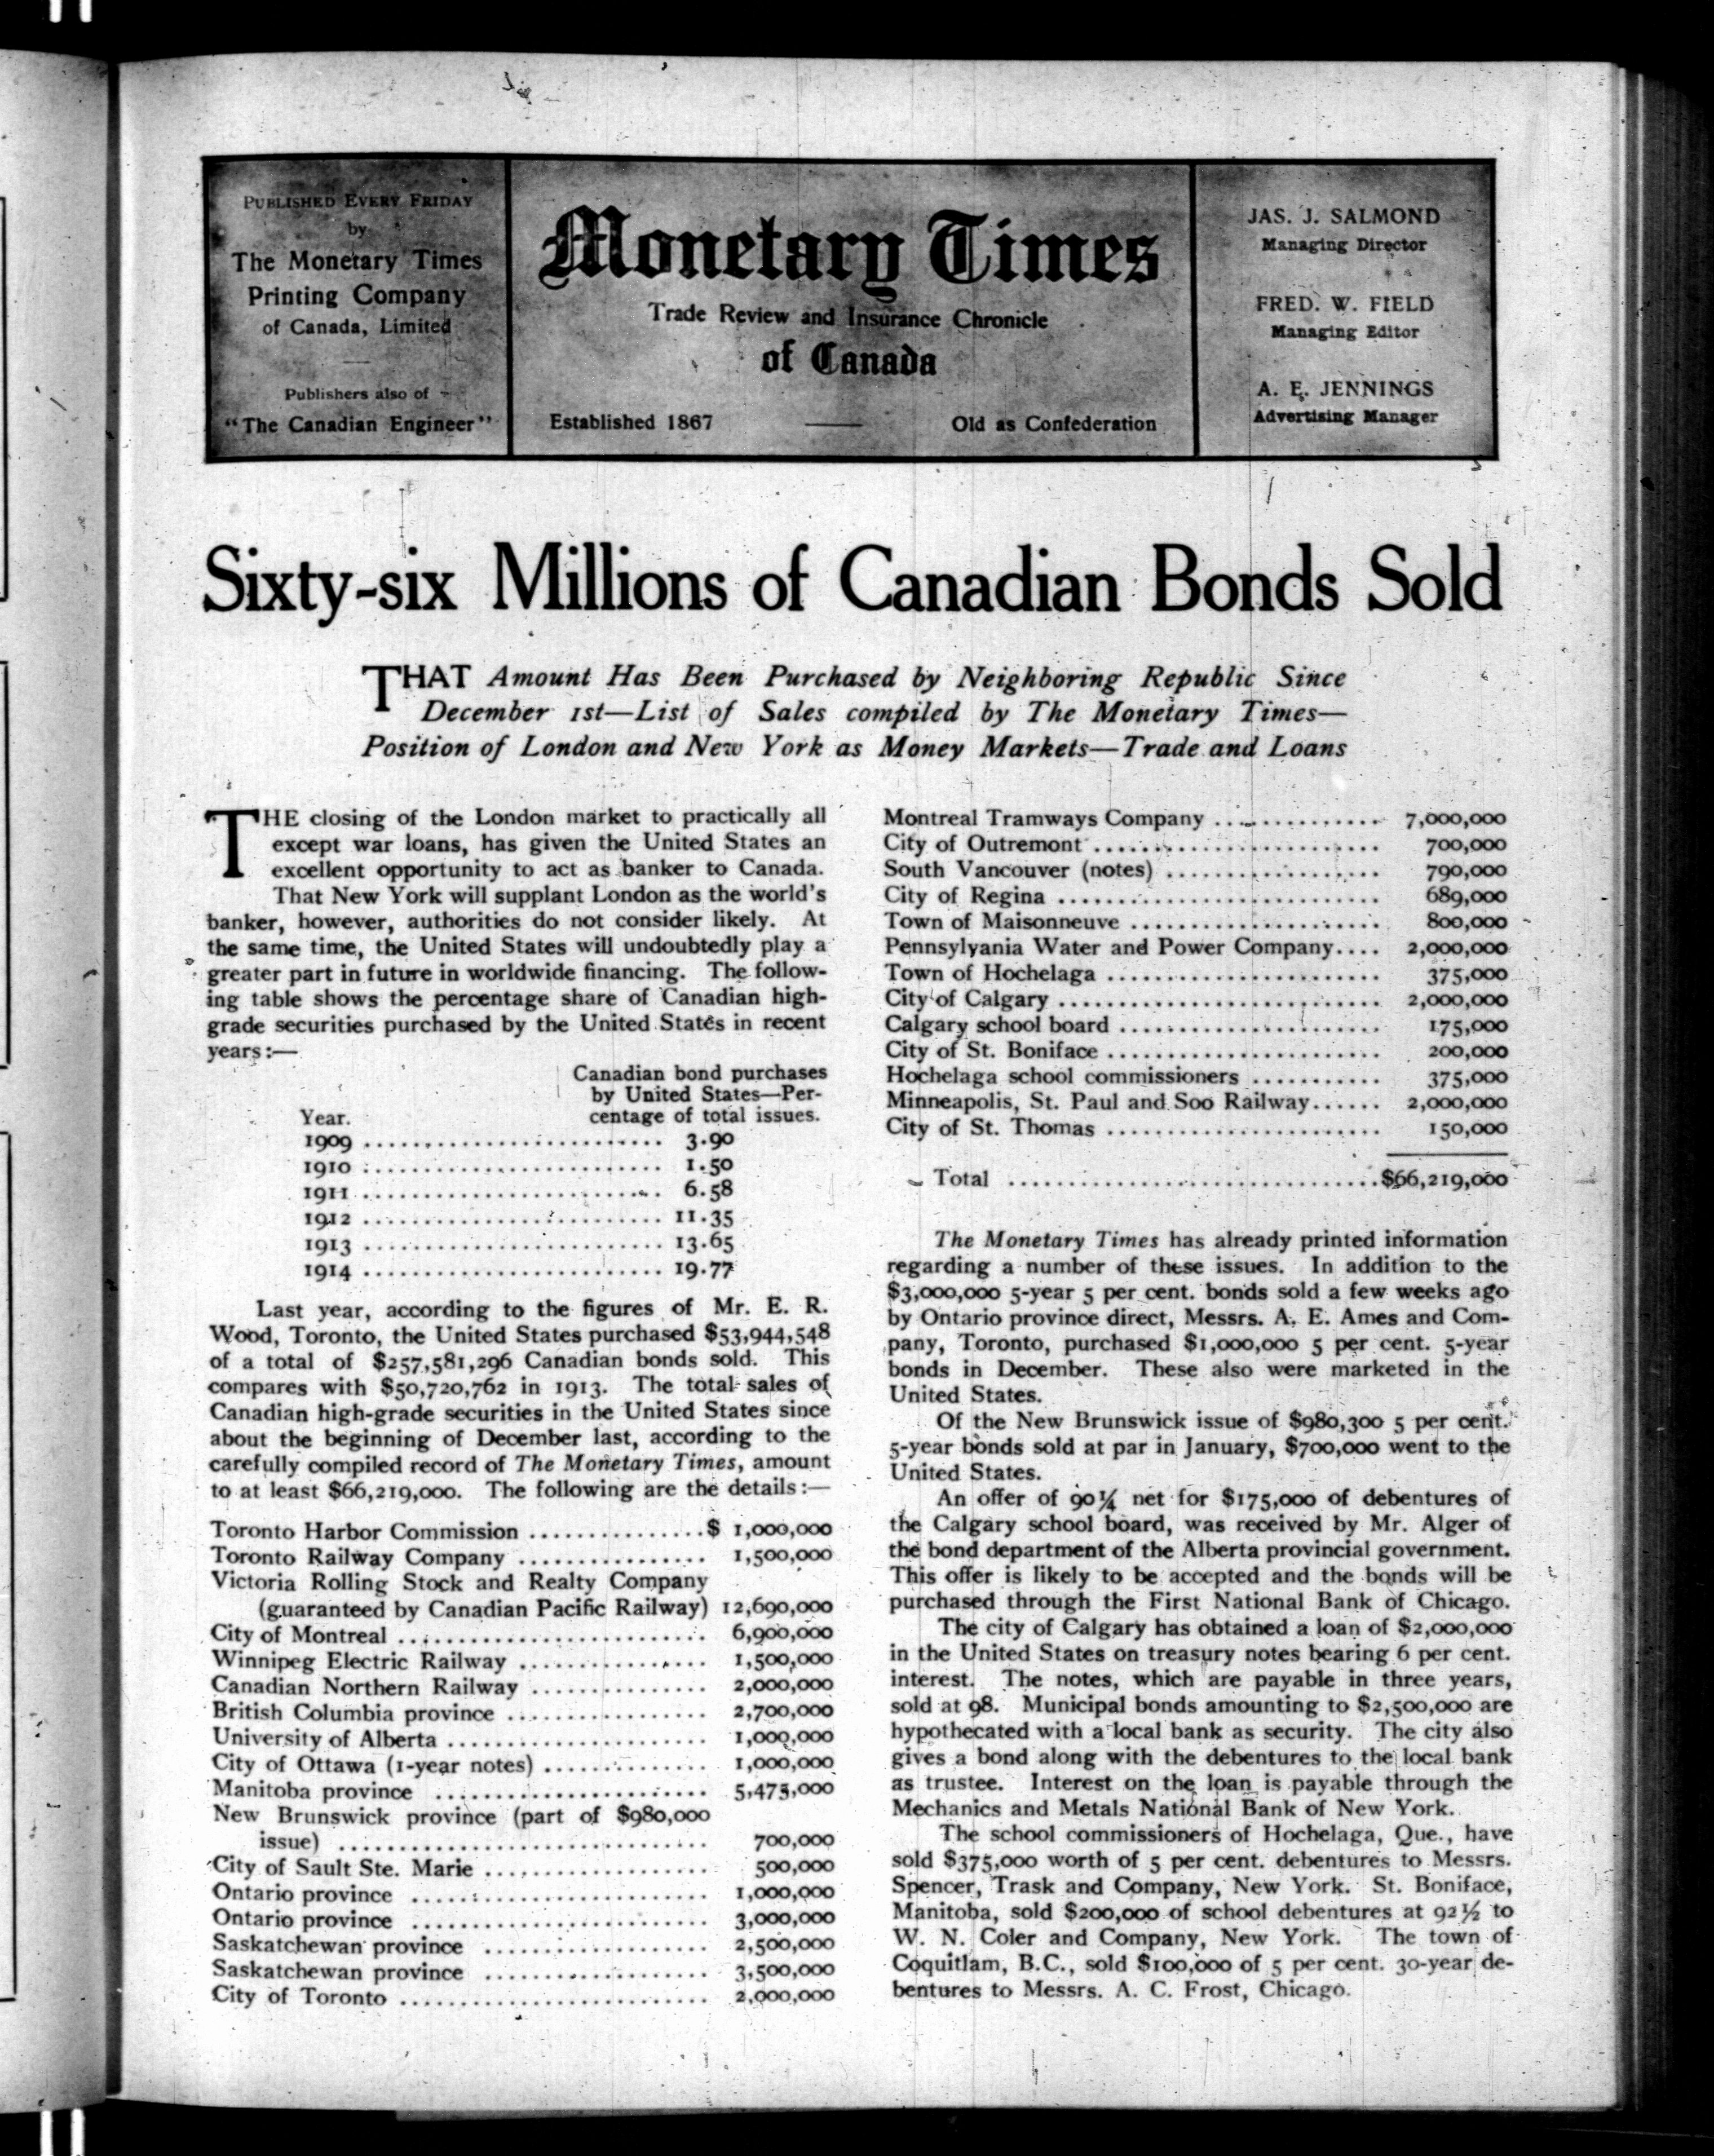 PUBLISHED EVERY FRIDAY
by
The Monetary Times
Printing Company
of Canada, Limited
Publishers also of
"The Canadian Engineer"
Monetary Times
Trade Review and Insurance Chronicle
of Canada
Established 1867
Old as Confederation
JAS. J. SALMOND
Managing Director
FRED. W. FIELD
Managing Editor
A. E. JENNINGS
Advertising Manager
Sixty-six Millions of Canadian Bonds Sold
THAT Amount Has Been Purchased by Neighboring Republic Since
December 1st—List of Sales compiled by The Monetary Times—
Position of London and New York as Money Markets—Trade and Loans
THE closing of the London market to practically all
except war loans, has given the United States an
excellent opportunity to act as banker to Canada.
That New York will supplant London as the world's
banker, however, authorities do not consider likely. At
the same time, the United States will undoubtedly play a
greater part in future in worldwide financing. The follow-
ing table shows the percentage share of Canadian high-
grade securities purchased by the United States in recent
years:—
Canadian bond purchases
by United States—Per-
Year. centage of total issues.
1909 ......................... 3.90
1910 ......................... 1.50
1911 ......................... 6.58
1912 ......................... 11.35
1913 ......................... 13.65
1914 ......................... 19.77
Last year, according to the figures of Mr. E. R.
Wood, Toronto, the United States purchased $53,944,548
of a total of $257,581,296 Canadian bonds sold. This
compares with $50,720,762 in 1913. The total sales of
Canadian high-grade securities in the United States since
about the beginning of December last, according to the
carefully compiled record of The Monetary Times, amount
to at least $66,219,000. The following are the details:—
Toronto Harbor Commission ...............$ 1,000,000
Toronto Railway Company ................ 1,500,000
Victoria Rolling Stock and Realty Company
(guaranteed by Canadian Pacific Railway) 12,690,000
City of Montreal .......................... 6,900,000
Winnipeg Electric Railway ................ 1,500,000
Canadian Northern Railway ............... 2,000,000
British Columbia province ................. 2,700,000
University of Alberta ...................... 1,000,000
City of Ottawa (1-year notes) .............. 1,000,000
Manitoba province ....................... 5,475,000
New Brunswick province (part of $980,000
issue) ................................ 700,000
City of Sault Ste. Marie ................... 500,000
Ontario province ......................... 1,000,000
Ontario province ......................... 3,000,000
Saskatchewan province ................... 2,500,000
Saskatchewan province ................... 3,500,000
City of Toronto .......................... 2,000,000
Montreal Tramways Company .............. 7,000,000
City of Outremont ........................ 700,000
South Vancouver (notes) .................. 790,000
City of Regina ........................... 689,000
Town of Maisonneuve ..................... 800,000
Pennsylvania Water and Power Company.... 2,000,000
Town of Hochelaga ....................... 375,000
City of Calgary ........................... 2,000,000
Calgary school board ...................... 175,000
City of St. Boniface ....................... 200,000
Hochelaga school commissioners ........... 375,000
Minneapolis, St. Paul and Soo Railway...... 2,000,000
City of St. Thomas ....................... 150,000
Total ...............................$66,219,000
The Monetary Times has already printed information
regarding a number of these issues. In addition to the
$3,000,000 5-year 5 per cent. bonds sold a few weeks ago
by Ontario province direct, Messrs. A. E. Ames and Com-
pany, Toronto, purchased $1,000,000 5 per cent. 5-year
bonds in December. These also were marketed in the
United States.
Of the New Brunswick issue of $980,300 5 per cent.
5-year bonds sold at par in January, $700,000 went to the
United States.
An offer of 90¼ net for $175,000 of debentures of
the Calgary school board, was received by Mr. Alger of
the bond department of the Alberta provincial government.
This offer is likely to be accepted and the bonds will be
purchased through the First National Bank of Chicago.
The city of Calgary has obtained a loan of $2,000,000
in the United States on treasury notes bearing 6 per cent.
interest. The notes, which are payable in three years,
sold at 98. Municipal bonds amounting to $2,500,000 are
hypothecated with a local bank as security. The city also
gives a bond along with the debentures to the local bank
as trustee. Interest on the loan is payable through the
Mechanics and Metals National Bank of New York.
The school commissioners of Hochelaga, Que., have
sold $375,000 worth of 5 per cent. debentures to Messrs.
Spencer, Trask and Company, New York. St. Boniface,
Manitoba, sold $200,000 of school debentures at 92½ to
W. N. Coler and Company, New York. The town of
Coquitlam, B.C., sold $100,000 of 5 per cent. 30-year de-
bentures to Messrs. A. C. Frost, Chicago.